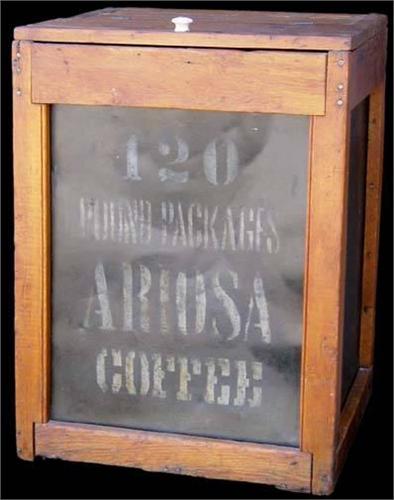 120
POUND PACKAGES
ARIOSA
COFFEE